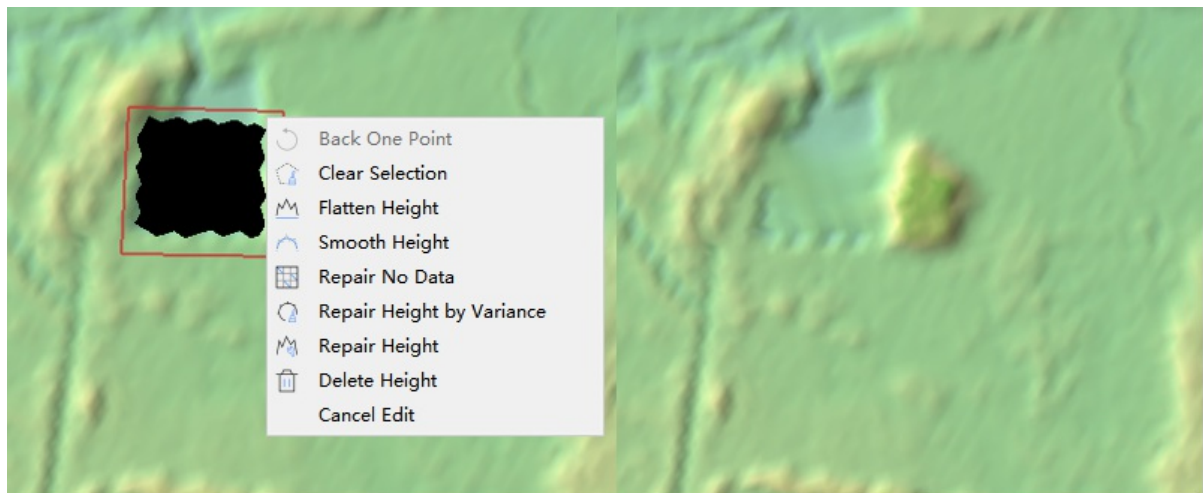 Back One Point
Clear Selection
Flatten Height
Smooth Height
Repair No Data
Repair Height by Variance
Repair Height
Delete Height
Cancel Edit